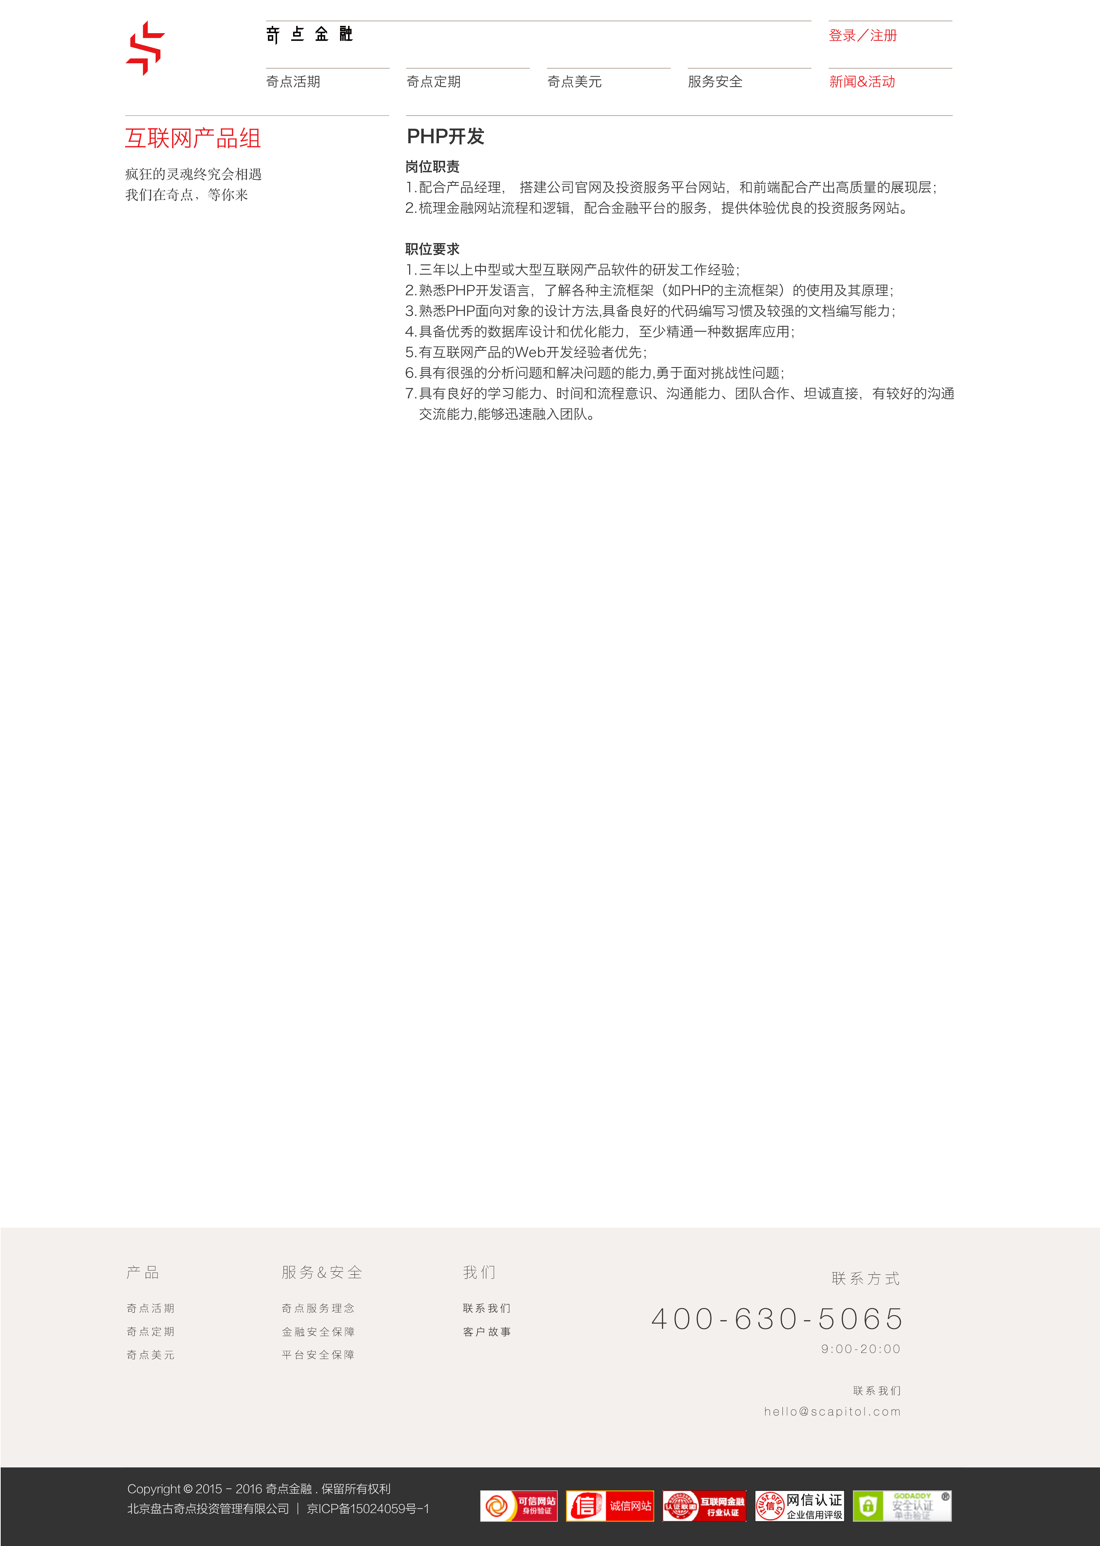 奇点金融
登录／注册
奇点活期 奇点定期 奇点美元 服务安全 新闻&活动
互联网产品组
疯狂的灵魂终究会相遇
我们在奇点，等你来
PHP开发
岗位职责
1.配合产品经理， 搭建公司官网及投资服务平台网站，和前端配合产出高质量的展现层；
2.梳理金融网站流程和逻辑，配合金融平台的服务，提供体验优良的投资服务网站。
职位要求
1.三年以上中型或大型互联网产品软件的研发工作经验；
2.熟悉PHP开发语言，了解各种主流框架（如PHP的主流框架）的使用及其原理；
3.熟悉PHP面向对象的设计方法,具备良好的代码编写习惯及较强的文档编写能力；
4.具备优秀的数据库设计和优化能力，至少精通一种数据库应用；
5.有互联网产品的Web开发经验者优先；
6.具有很强的分析问题和解决问题的能力,勇于面对挑战性问题；
7.具有良好的学习能力、时间和流程意识、沟通能力、团队合作、坦诚直接，有较好的沟通
交流能力,能够迅速融入团队。
产品
奇点活期
奇点定期
奇点美元
服务&安全
奇点服务理念
金融安全保障
平台安全保障
我们
联系我们
客户故事
联系方式
400-630-5065
9:00-20:00
联系我们
hello@scapitol.com
Copyright © 2015 - 2016 奇点金融 . 保留所有权利
北京盘古奇点投资管理有限公司 ｜ 京ICP备15024059号-1
可信网站
身份验证
信 诚信网站
认证联盟
互联网金融
行业认证
信
网信认证
企业信用评级
GODADDY ®
安全认证
单击验证